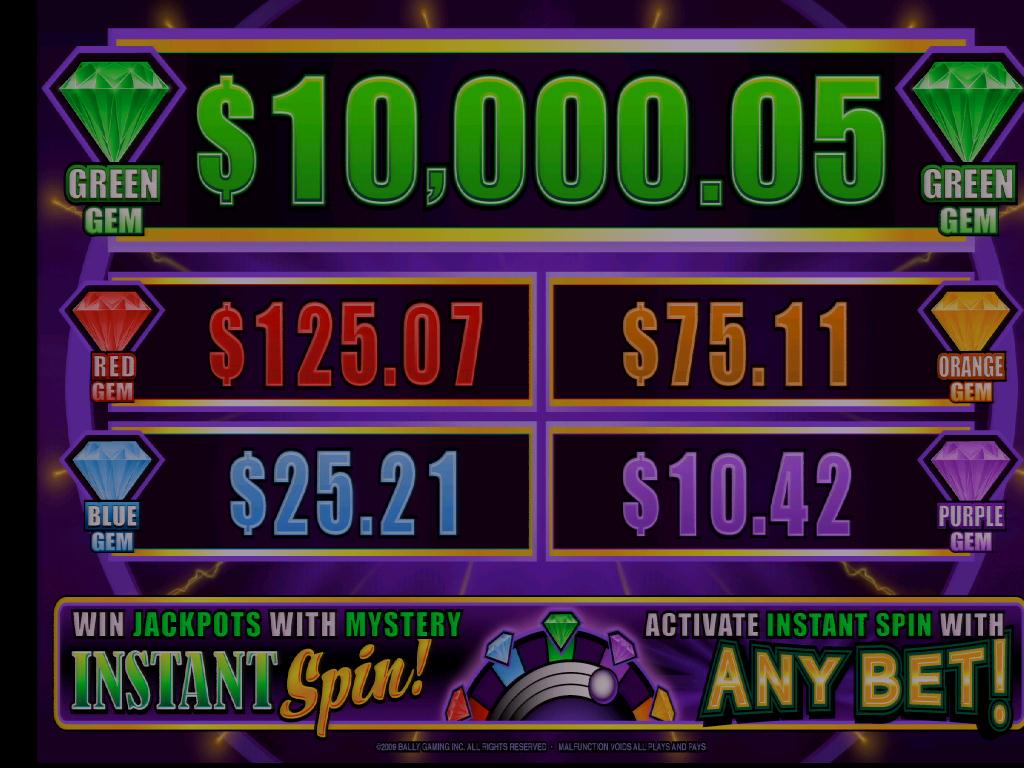 $10,000.05
GREEN GEM
GREEN GEM
$125.07
RED GEM
$75.11
ORANGE GEM
$25.21
BLUE GEM
$10.42
PURPLE GEM
WIN JACKPOTS WITH MYSTERY
INSTANT Spin!
ACTIVATE INSTANT SPIN WITH
ANY BET!
©2009 BALLY GAMING INC. ALL RIGHTS RESERVED · MALFUNCTION VOIDS ALL PLAYS AND PAYS